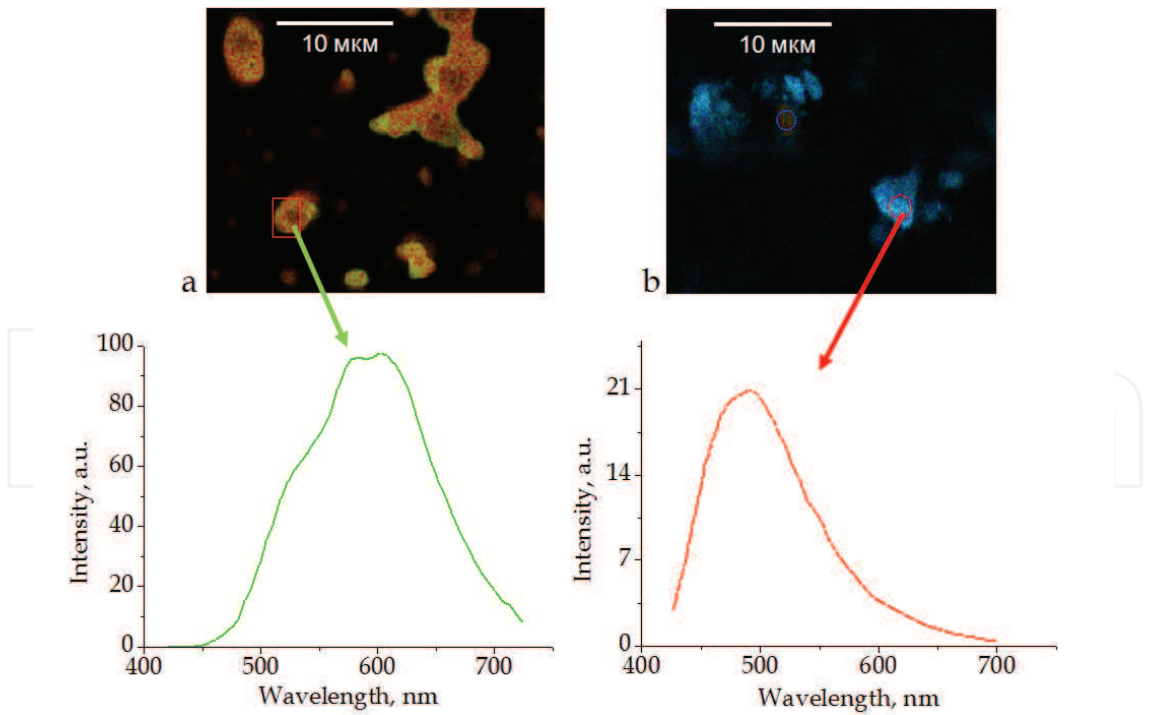 10 мкм
10 мкм
a
b
100
80
60
40
20
0
Intensity, a.u.
400
500
600
700
Wavelength, nm
21
14
7
0
Intensity, a.u.
400
500
600
700
Wavelength, nm